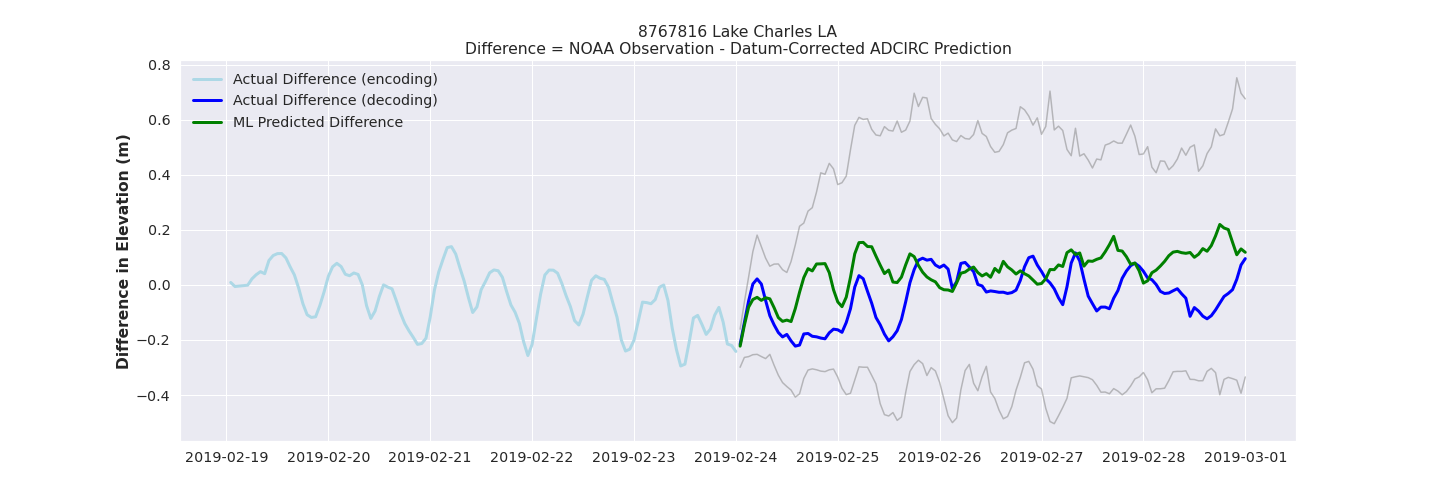 8767816 Lake Charles LA
Difference = NOAA Observation - Datum-Corrected ADCIRC Prediction
Difference in Elevation (m)
0.8
0.6
0.4
0.2
0.0
−0.2
−0.4
Actual Difference (encoding)
Actual Difference (decoding)
ML Predicted Difference
2019-02-19 2019-02-20 2019-02-21 2019-02-22 2019-02-23 2019-02-24 2019-02-25 2019-02-26 2019-02-27 2019-02-28 2019-03-01